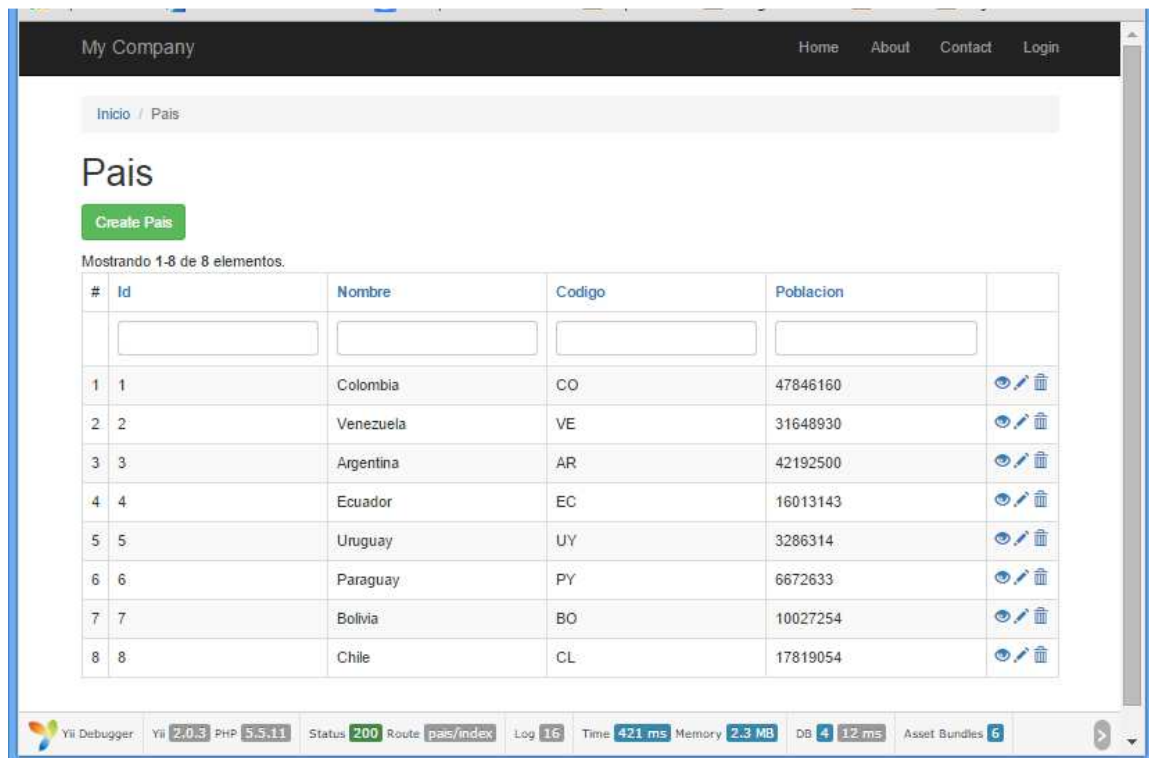 My Company Home About Contact Login
Inicio / Pais
Pais
Create Pais
Mostrando 1-8 de 8 elementos.
# Id Nombre Codigo Poblacion
1 1 Colombia CO 47846160
2 2 Venezuela VE 31648930
3 3 Argentina AR 42192500
4 4 Ecuador EC 16013143
5 5 Uruguay UY 3286314
6 6 Paraguay PY 6672633
7 7 Bolivia BO 10027254
8 8 Chile CL 17819054
Yii Debugger Yii 2.0.3 PHP 5.5.11 Status 200 Route pais/index Log 16 Time 421 ms Memory 2.3 MB DB 4 12 ms Asset Bundles 6